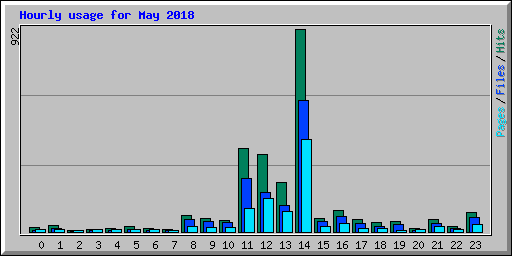 Hourly usage for May 2018
922
Pages/Files/Hits
0 1 2 3 4 5 6 7 8 9 10 11 12 13 14 15 16 17 18 19 20 21 22 23